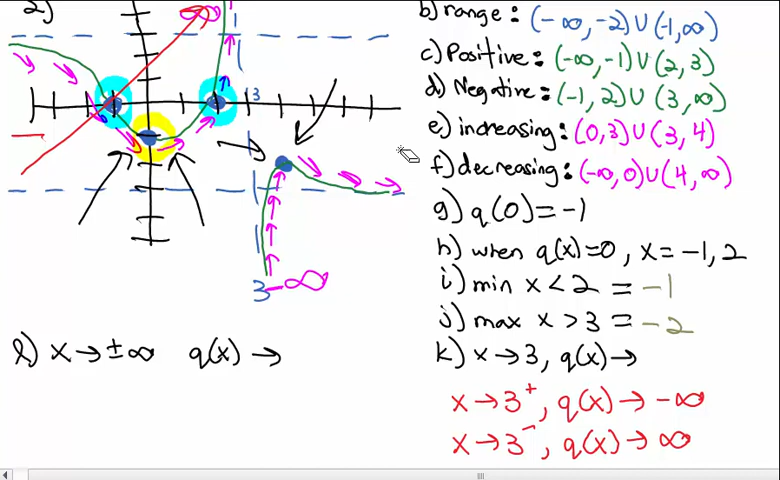 2.)
3
3
-∞
b) range: (-∞, -2) ∪ (-1, ∞)
c) Positive: (-∞, -1) ∪ (2, 3)
d) Negative: (-1, 2) ∪ (3, ∞)
e) increasing: (0, 3) ∪ (3, 4)
f) decreasing: (-∞, 0) ∪ (4, ∞)
g) q(0) = -1
h) when q(x)=0, x = -1, 2
i) min x < 2 = -1
j) max x > 3 = -2
k) x → 3, q(x) →
x → 3⁺, q(x) → -∞
x → 3⁻, q(x) → ∞
l) x → ±∞ q(x) →